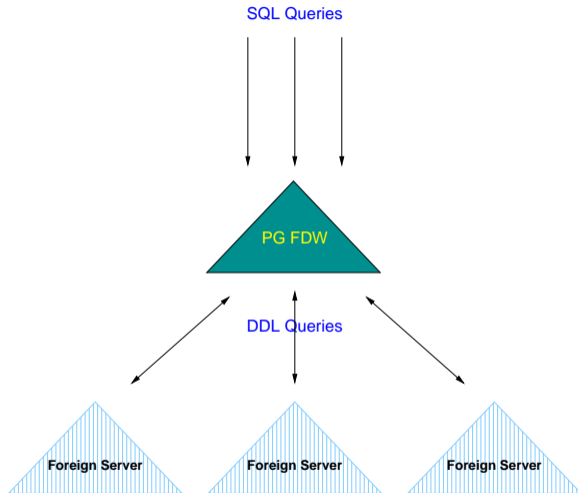 SQL Queries
PG FDW
DDL Queries
Foreign Server
Foreign Server
Foreign Server